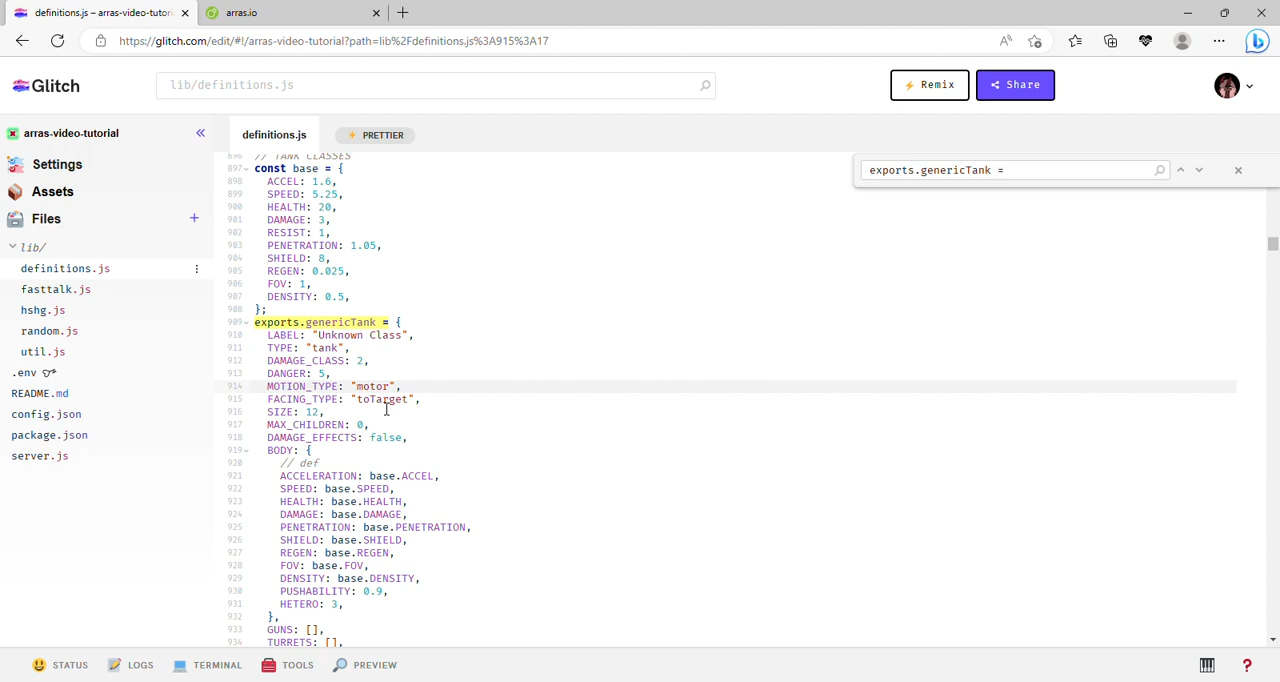 definitions.js – arras-video-tutori
arras.io
https://glitch.com/edit/#!/arras-video-tutorial?path=lib%2Fdefinitions.js%3A915%3A17
Glitch
lib/definitions.js
Remix
Share
arras-video-tutorial
definitions.js
PRETTIER
Settings
Assets
Files
lib/
definitions.js
fasttalk.js
hshg.js
random.js
util.js
.env
README.md
config.json
package.json
server.js
exports.genericTank =
896 // TANK CLASSES
897 const base = {
898 ACCEL: 1.6,
899 SPEED: 5.25,
900 HEALTH: 20,
901 DAMAGE: 3,
902 RESIST: 1,
903 PENETRATION: 1.05,
904 SHIELD: 8,
905 REGEN: 0.025,
906 FOV: 1,
907 DENSITY: 0.5,
908 };
909 exports.genericTank = {
910 LABEL: "Unknown Class",
911 TYPE: "tank",
912 DAMAGE_CLASS: 2,
913 DANGER: 5,
914 MOTION_TYPE: "motor",
915 FACING_TYPE: "toTarget",
916 SIZE: 12,
917 MAX_CHILDREN: 0,
918 DAMAGE_EFFECTS: false,
919 BODY: {
920 // def
921 ACCELERATION: base.ACCEL,
922 SPEED: base.SPEED,
923 HEALTH: base.HEALTH,
924 DAMAGE: base.DAMAGE,
925 PENETRATION: base.PENETRATION,
926 SHIELD: base.SHIELD,
927 REGEN: base.REGEN,
928 FOV: base.FOV,
929 DENSITY: base.DENSITY,
930 PUSHABILITY: 0.9,
931 HETERO: 3,
932 },
933 GUNS: [],
934 TURRETS: [],
STATUS
LOGS
TERMINAL
TOOLS
PREVIEW
?